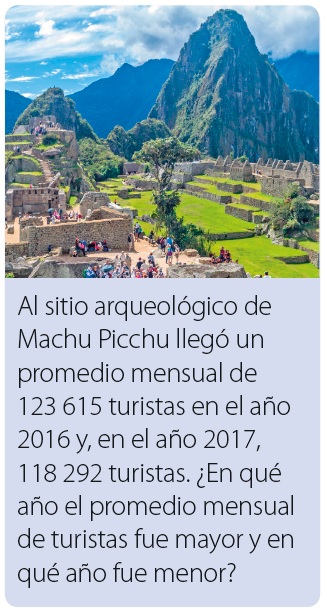 Al sitio arqueológico de
Machu Picchu llegó un
promedio mensual de
123 615 turistas en el año
2016 y, en el año 2017,
118 292 turistas. ¿En qué
año el promedio mensual
de turistas fue mayor y en
qué año fue menor?